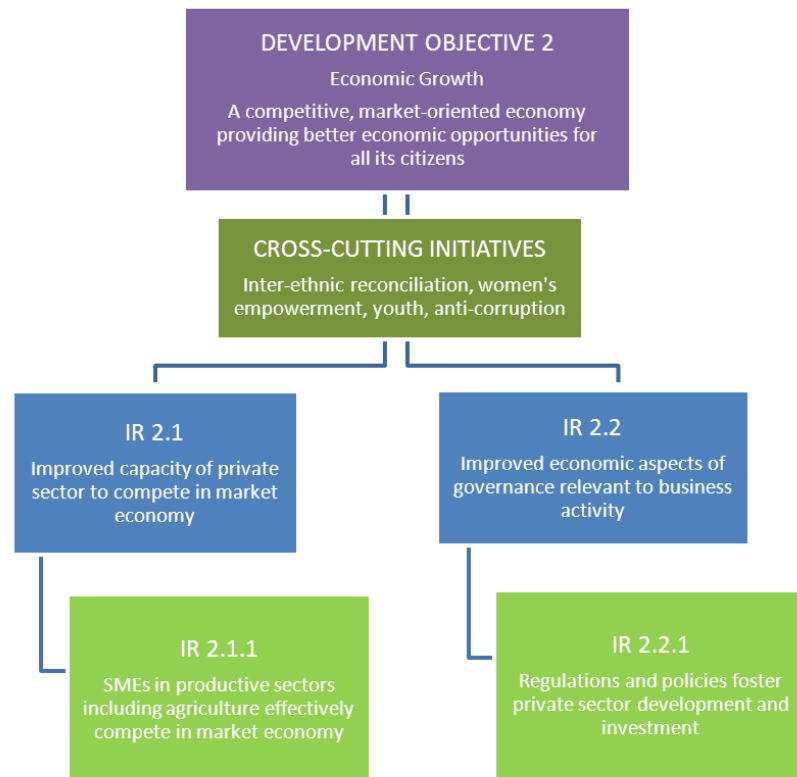 DEVELOPMENT OBJECTIVE 2
Economic Growth
A competitive, market-oriented economy
providing better economic opportunities for
all its citizens
CROSS-CUTTING INITIATIVES
Inter-ethnic reconciliation, women's
empowerment, youth, anti-corruption
IR 2.1
Improved capacity of private
sector to compete in market
economy
IR 2.2
Improved economic aspects of
governance relevant to business
activity
IR 2.1.1
SMEs in productive sectors
including agriculture effectively
compete in market economy
IR 2.2.1
Regulations and policies foster
private sector development and
investment